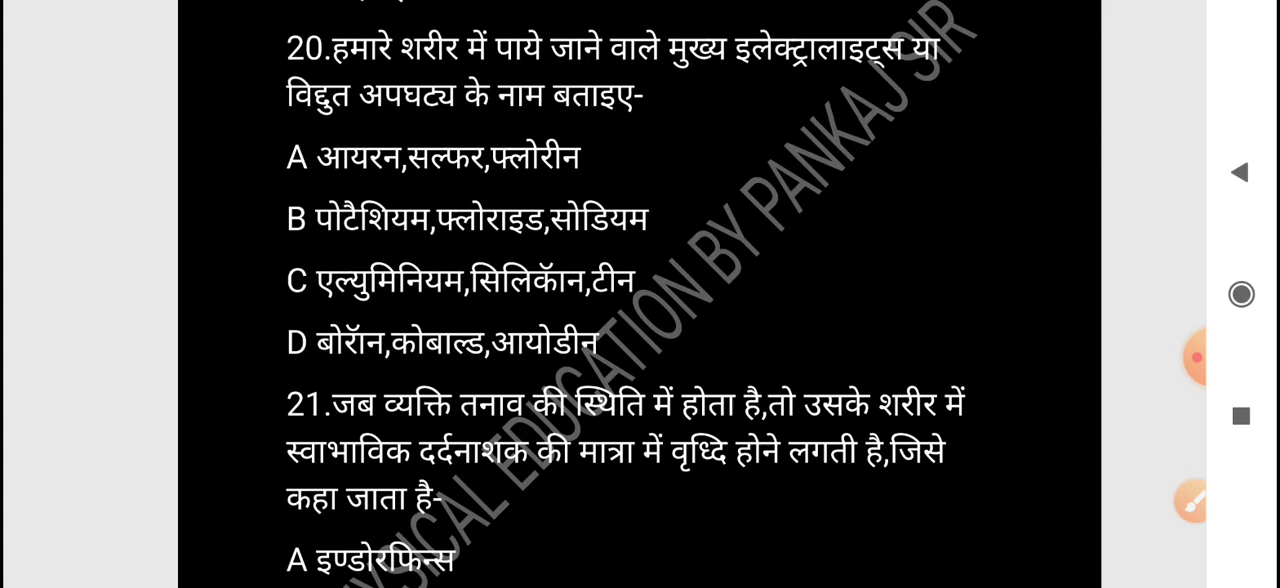 20.हमारे शरीर में पाये जाने वाले मुख्य इलेक्ट्रालाइट्स या
विद्दुत अपघट्य के नाम बताइए-
A आयरन,सल्फर,फ्लोरीन
B पोटैशियम,फ्लोराइड,सोडियम
C एल्युमिनियम,सिलिकॅान,टीन
D बोरॅान,कोबाल्ड,आयोडीन
21.जब व्यक्ति तनाव की स्थिति में होता है,तो उसके शरीर में
स्वाभाविक दर्दनाशक की मात्रा में वृध्दि होने लगती है,जिसे
कहा जाता है-
A इण्डोरफिन्स
PHYSICAL EDUCATION BY PANKAJ SIR